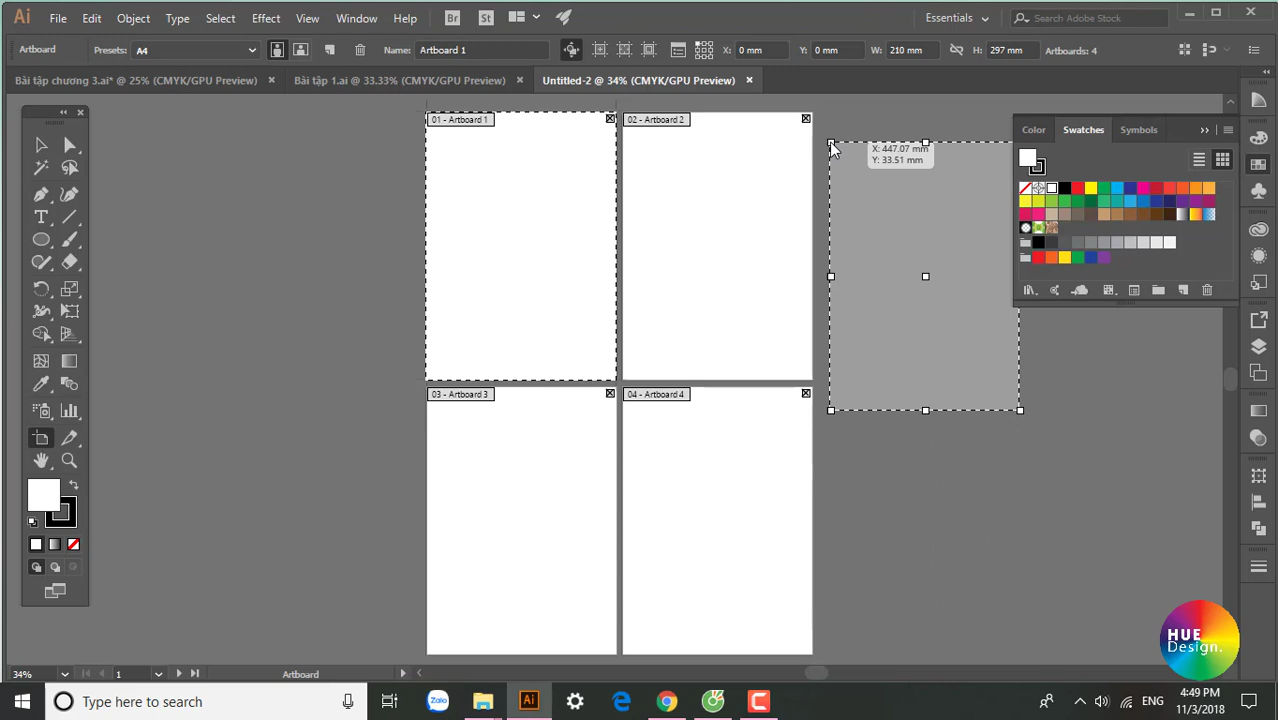 Ai File Edit Object Type Select Effect View Window Help Br St Essentials Search Adobe Stock
Artboard Presets: A4 Name: Artboard 1 X: 0 mm Y: 0 mm W: 210 mm H: 297 mm Artboards: 4
Bài tập chương 3.ai* @ 25% (CMYK/GPU Preview) × Bài tập 1.ai @ 33.33% (CMYK/GPU Preview) × Untitled-2 @ 34% (CMYK/GPU Preview) ×
01 - Artboard 1
02 - Artboard 2
Color Swatches Symbols
X: 447.07 mm
Y: 33.51 mm
03 - Artboard 3
04 - Artboard 4
HUE
Design.
34% 1 Artboard
Type here to search Zalo Ai ENG
4:49 PM
11/3/2018